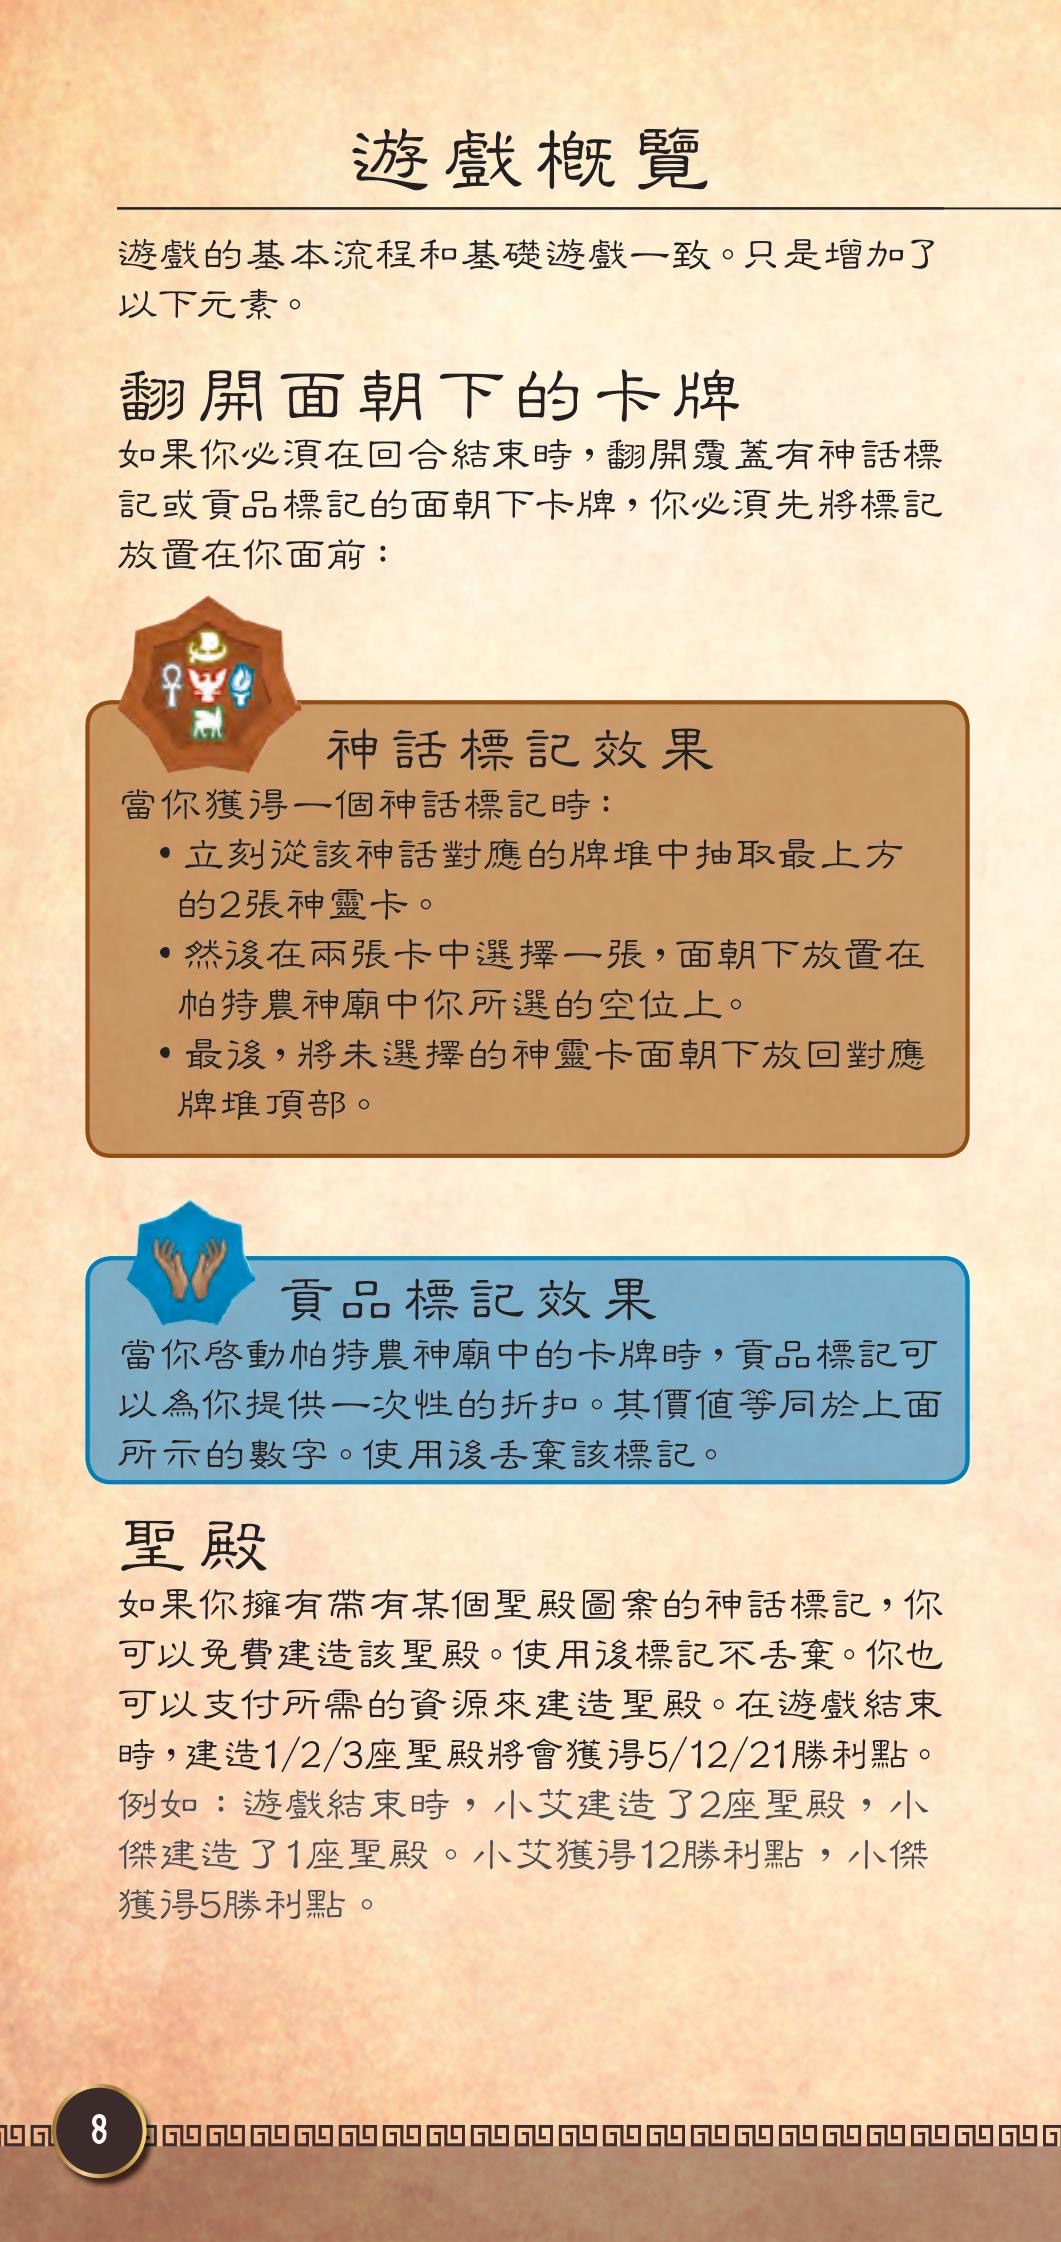 遊戲概覽
遊戲的基本流程和基礎遊戲一致。只是增加了
以下元素。
翻開面朝下的卡牌
如果你必須在回合結束時，翻開覆蓋有神話標
記或貢品標記的面朝下卡牌，你必須先將標記
放置在你面前：
神話標記效果
當你獲得一個神話標記時：
• 立刻從該神話對應的牌堆中抽取最上方
的2張神靈卡。
• 然後在兩張卡中選擇一張，面朝下放置在
帕特農神廟中你所選的空位上。
• 最後，將未選擇的神靈卡面朝下放回對應
牌堆頂部。
貢品標記效果
當你啓動帕特農神廟中的卡牌時，貢品標記可
以為你提供一次性的折扣。其價值等同於上面
所示的數字。使用後丟棄該標記。
聖殿
如果你擁有帶有某個聖殿圖案的神話標記，你
可以免費建造該聖殿。使用後標記不丟棄。你也
可以支付所需的資源來建造聖殿。在遊戲結束
時，建造1/2/3座聖殿將會獲得5/12/21勝利點。
例如：遊戲結束時，小艾建造了2座聖殿，小
傑建造了1座聖殿。小艾獲得12勝利點，小傑
獲得5勝利點。
8